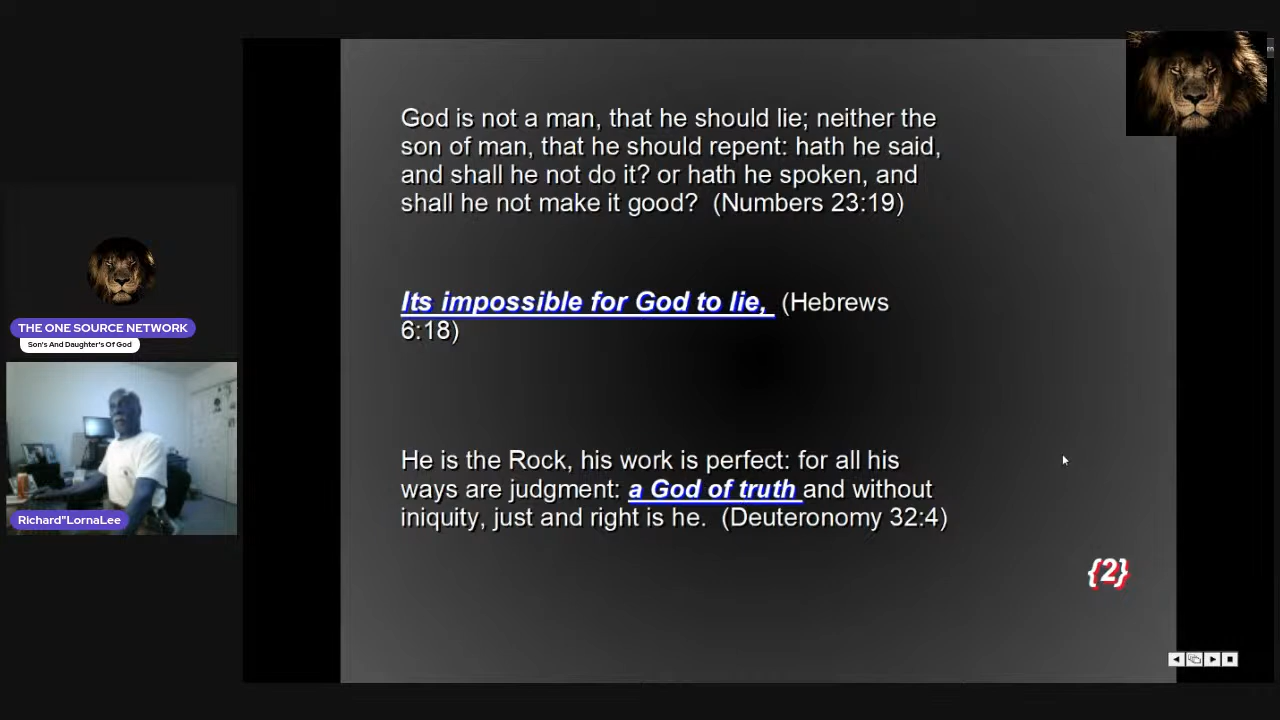 God is not a man, that he should lie; neither the
son of man, that he should repent: hath he said,
and shall he not do it? or hath he spoken, and
shall he not make it good?  (Numbers 23:19)
Its impossible for God to lie,  (Hebrews
6:18)
He is the Rock, his work is perfect: for all his
ways are judgment: a God of truth and without
iniquity, just and right is he.  (Deuteronomy 32:4)
{2}
THE ONE SOURCE NETWORK
Son's And Daughter's Of God
Richard"LornaLee